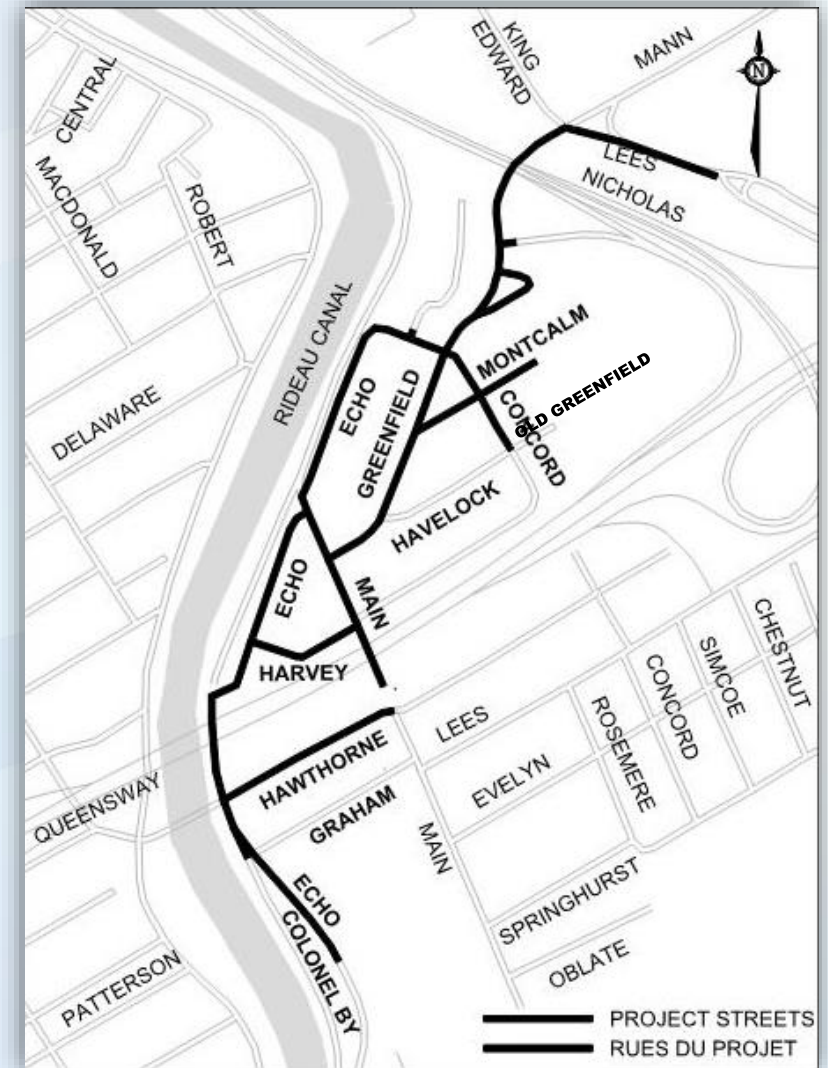 KING
EDWARD
MANN
N
CENTRAL
LEES
MACDONALD
NICHOLAS
ROBERT
RIDEAU CANAL
MONTCALM
OLD GREENFIELD
ECHO
GREENFIELD
CONCORD
DELAWARE
HAVELOCK
ECHO
MAIN
HARVEY
CHESTNUT
SIMCOE
CONCORD
LEES
ROSEMERE
HAWTHORNE
EVELYN
QUEENSWAY
GRAHAM
MAIN
ECHO
SPRINGHURST
COLONEL BY
OBLATE
PATTERSON
PROJECT STREETS
RUES DU PROJET